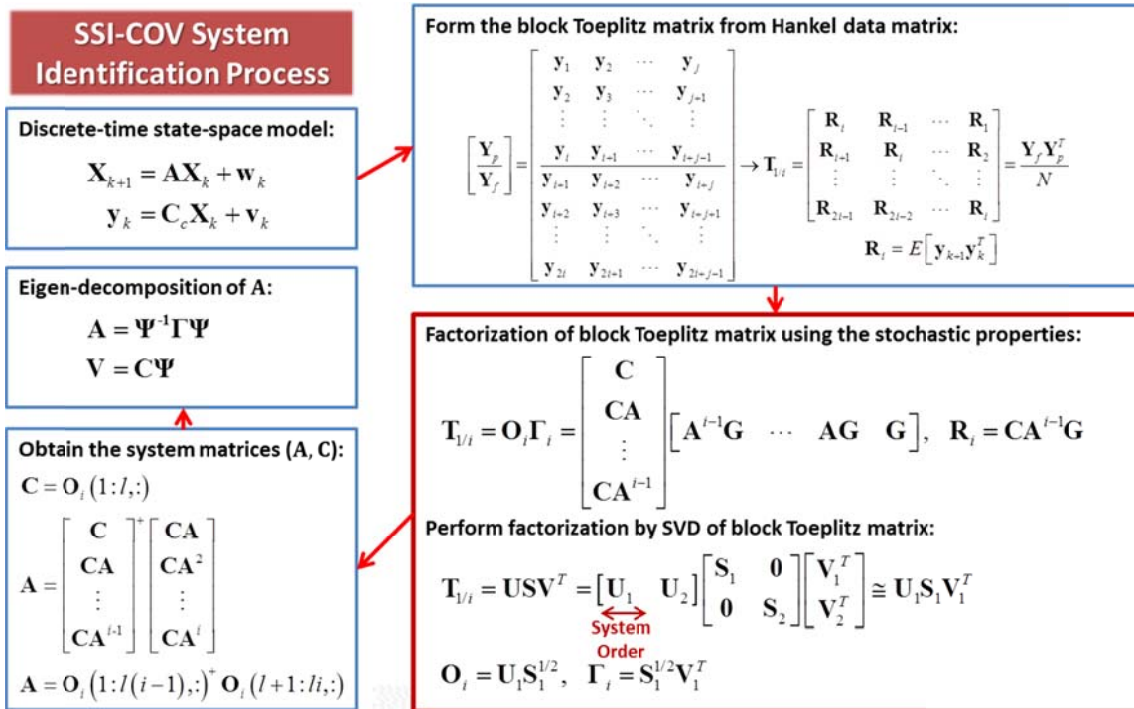 SSI-COV System
Identification Process
Discrete-time state-space model:
X_{k+1} = AX_k + w_k
y_k = C_c X_k + v_k
Form the block Toeplitz matrix from Hankel data matrix:
[Y_p / Y_f] = [y_1 y_2 ⋯ y_j
y_2 y_3 ⋯ y_{j+1}
⋮ ⋮ ⋱ ⋮
y_i y_{i+1} ⋯ y_{i+j-1}
y_{i+1} y_{i+2} ⋯ y_{i+j}
y_{i+2} y_{i+3} ⋯ y_{i+j+1}
⋮ ⋮ ⋱ ⋮
y_{2i} y_{2i+1} ⋯ y_{2i+j-1}]
→ T_{1/i} = [R_i R_{i-1} ⋯ R_1
R_{i+1} R_i ⋯ R_2
⋮ ⋮ ⋱ ⋮
R_{2i-1} R_{2i-2} ⋯ R_i] = Y_f Y_p^T / N
R_i = E[y_{k+1} y_k^T]
Factorization of block Toeplitz matrix using the stochastic properties:
T_{1/i} = O_i Γ_i = [C
CA
⋮
CA^{i-1}] [A^{i-1}G ⋯ AG G], R_i = CA^{i-1}G
Perform factorization by SVD of block Toeplitz matrix:
T_{1/i} = USV^T = [U_1 U_2] [S_1 0
0 S_2] [V_1^T
V_2^T] ≅ U_1 S_1 V_1^T
System
Order
O_i = U_1 S_1^{1/2}, Γ_i = S_1^{1/2} V_1^T
Obtain the system matrices (A, C):
C = O_i (1:l,:)
A = [C
CA
⋮
CA^{i-1}]^+ [CA
CA^2
⋮
CA^i]
A = O_i (1:l(i−1),:)^+ O_i (l+1:li,:)
Eigen-decomposition of A:
A = Ψ^{-1}ΓΨ
V = CΨ